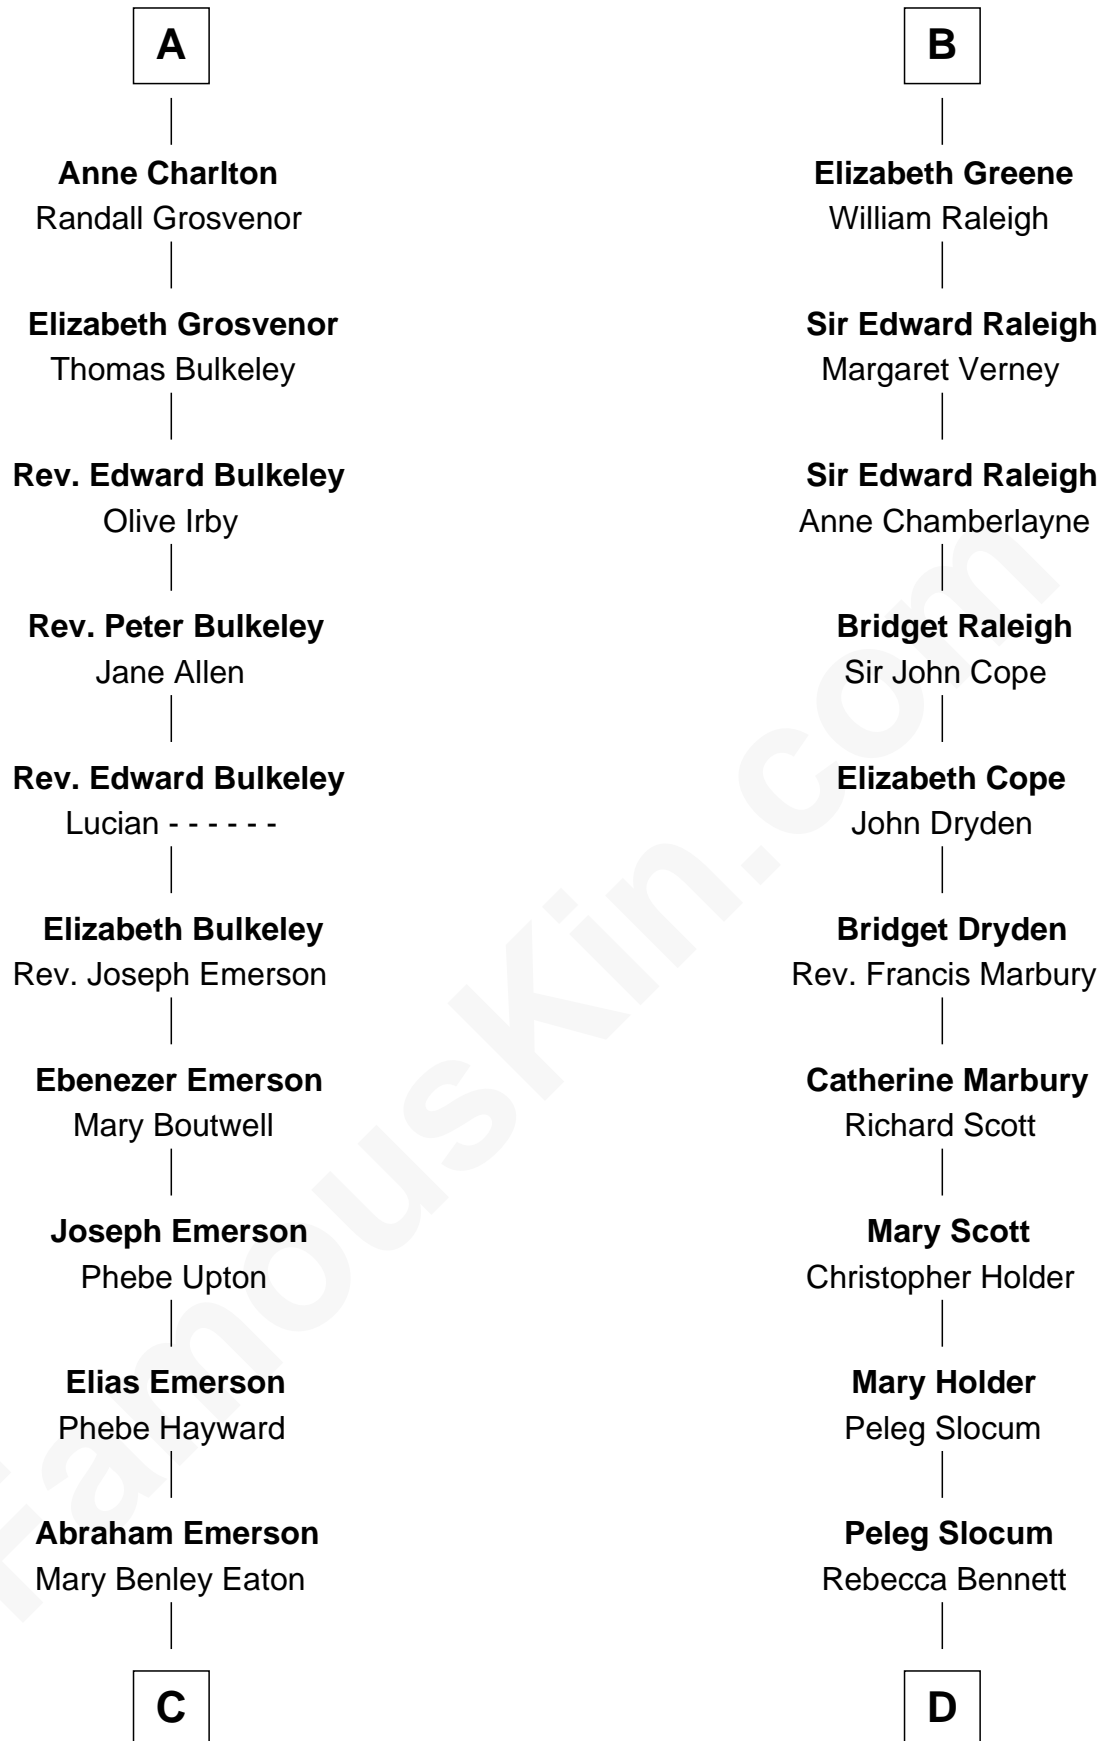 A
Anne Charlton
Randall Grosvenor
Elizabeth Grosvenor
Thomas Bulkeley
Rev. Edward Bulkeley
Olive Irby
Rev. Peter Bulkeley
Jane Allen
Rev. Edward Bulkeley
Lucian - - - - - -
Elizabeth Bulkeley
Rev. Joseph Emerson
Ebenezer Emerson
Mary Boutwell
Joseph Emerson
Phebe Upton
Elias Emerson
Phebe Hayward
Abraham Emerson
Mary Benley Eaton
C
B
Elizabeth Greene
William Raleigh
Sir Edward Raleigh
Margaret Verney
Sir Edward Raleigh
Anne Chamberlayne
Bridget Raleigh
Sir John Cope
Elizabeth Cope
John Dryden
Bridget Dryden
Rev. Francis Marbury
Catherine Marbury
Richard Scott
Mary Scott
Christopher Holder
Mary Holder
Peleg Slocum
Peleg Slocum
Rebecca Bennett
D
FamousKin.com